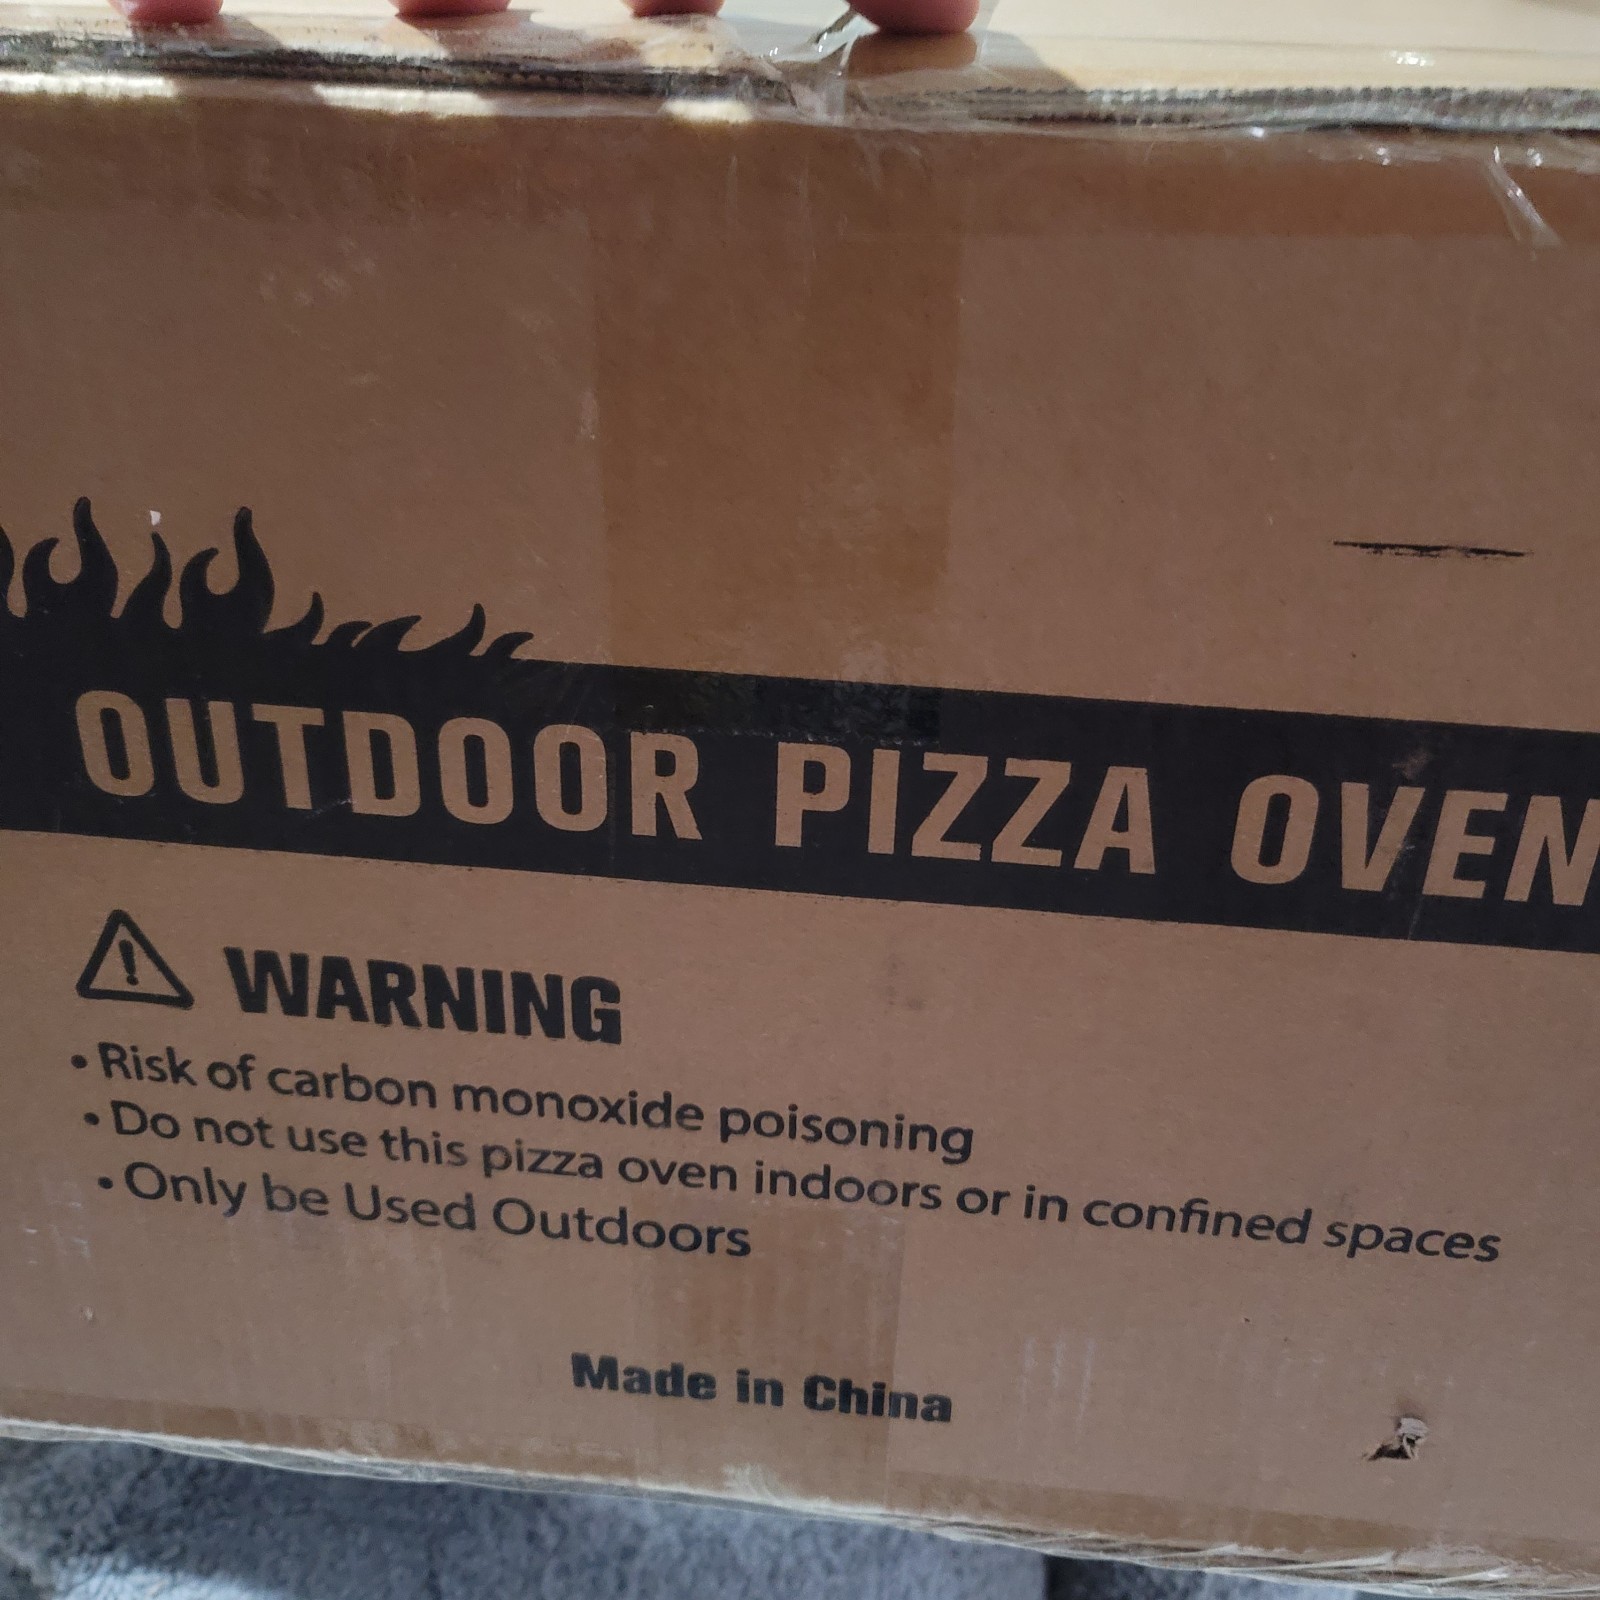 OUTDOOR PIZZA OVEN
WARNING
• Risk of carbon monoxide poisoning
• Do not use this pizza oven indoors or in confined spaces
• Only be Used Outdoors
Made in China